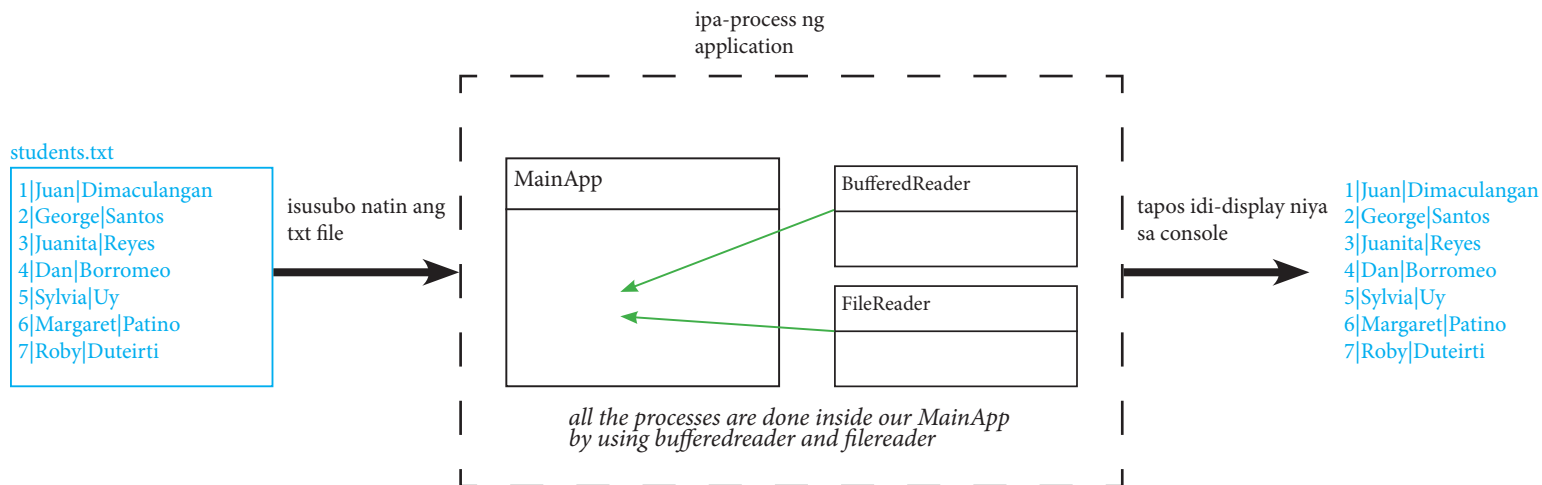 ipa-process ng
application
students.txt
1|Juan|Dimaculangan
2|George|Santos
3|Juanita|Reyes
4|Dan|Borromeo
5|Sylvia|Uy
6|Margaret|Patino
7|Roby|Duteirti
isusubo natin ang
txt file
MainApp
BufferedReader
FileReader
all the processes are done inside our MainApp
by using bufferedreader and filereader
tapos idi-display niya
sa console
1|Juan|Dimaculangan
2|George|Santos
3|Juanita|Reyes
4|Dan|Borromeo
5|Sylvia|Uy
6|Margaret|Patino
7|Roby|Duteirti